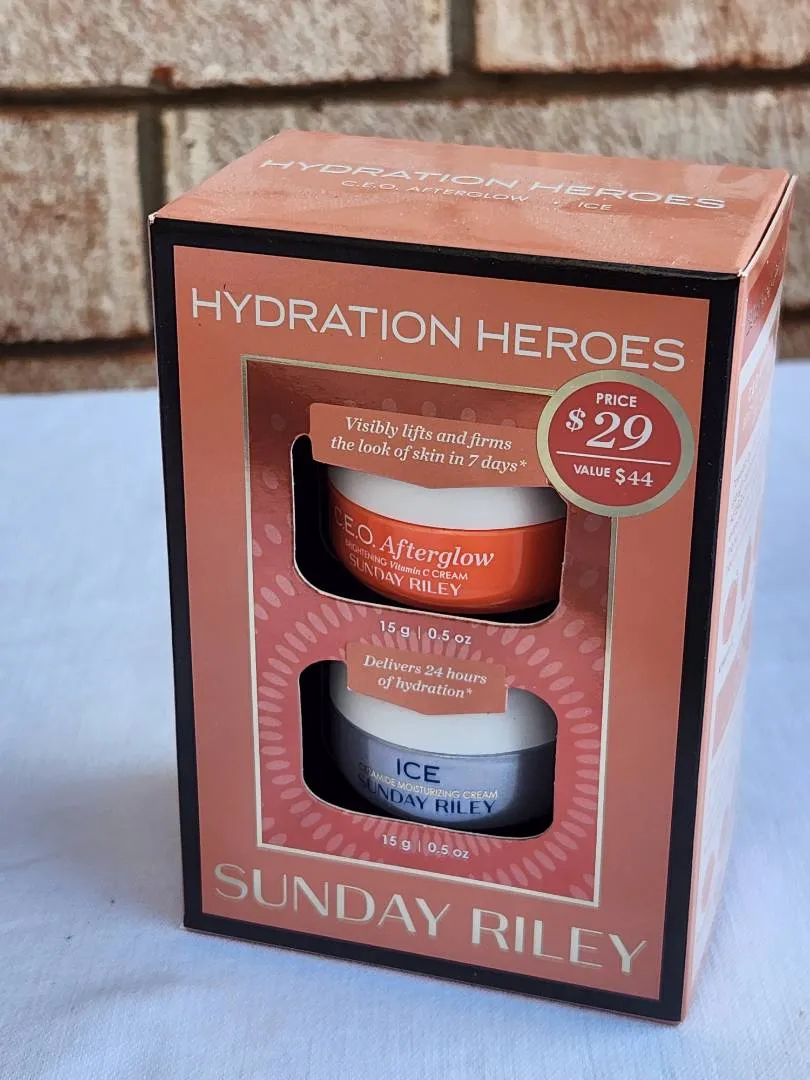 HYDRATION HEROES
C.E.O. AFTERGLOW + ICE
HYDRATION HEROES
PRICE
$29
VALUE $44
Visibly lifts and firms
the look of skin in 7 days*
C.E.O. Afterglow
BRIGHTENING Vitamin C CREAM
SUNDAY RILEY
15 g | 0.5 oz
Delivers 24 hours
of hydration*
ICE
CERAMIDE MOISTURIZING CREAM
SUNDAY RILEY
15 g | 0.5 oz
SUNDAY RILEY